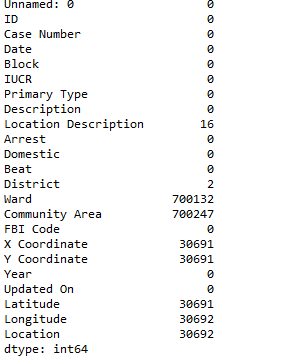 Unnamed: 0 0
ID 0
Case Number 0
Date 0
Block 0
IUCR 0
Primary Type 0
Description 0
Location Description 16
Arrest 0
Domestic 0
Beat 0
District 2
Ward 700132
Community Area 700247
FBI Code 0
X Coordinate 30691
Y Coordinate 30691
Year 0
Updated On 0
Latitude 30691
Longitude 30692
Location 30692
dtype: int64